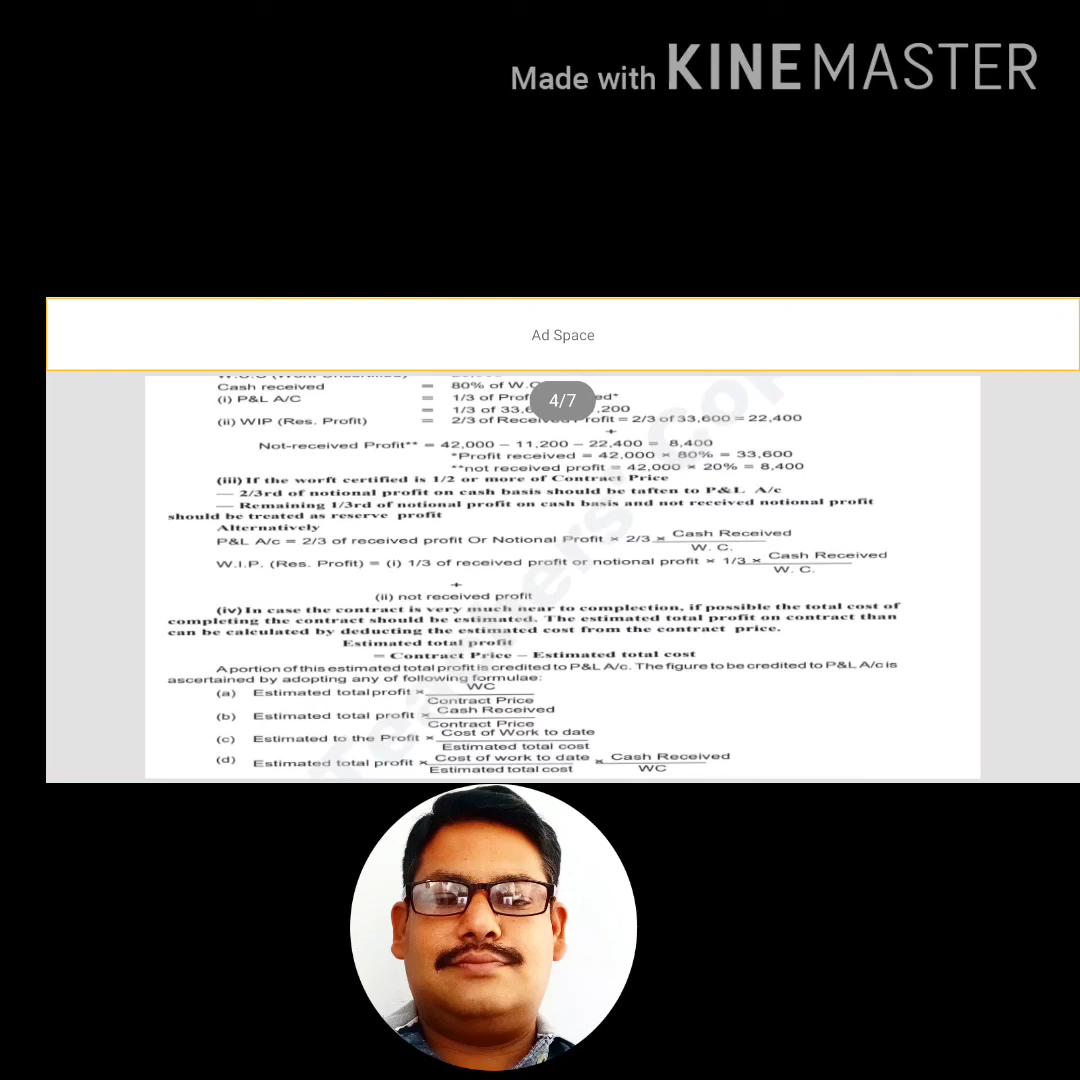 Made with KINEMASTER
Ad Space
Cash received = 80% of W.C
4/7
(i) P&L A/C = 1/3 of Prof ed*
= 1/3 of 33,6 ,200
(ii) WIP (Res. Profit) = 2/3 of Received Profit = 2/3 of 33,600 = 22,400
+
Not-received Profit** = 42,000 – 11,200 – 22,400 = 8,400
*Profit received = 42,000 × 80% = 33,600
**not received profit = 42,000 × 20% = 8,400
(iii) If the worft certified is 1/2 or more of Contract Price
— 2/3rd of notional profit on cash basis should be taften to P&L A/c
— Remaining 1/3rd of notional profit on cash basis and not received notional profit
should be treated as reserve profit
Alternatively
P&L A/c = 2/3 of received profit Or Notional Profit × 2/3 × Cash Received
W. C.
W.I.P. (Res. Profit) = (i) 1/3 of received profit or notional profit × 1/3 × Cash Received
W. C.
+
(ii) not received profit
(iv) In case the contract is very much near to complection, if possible the total cost of
completing the contract should be estimated. The estimated total profit on contract than
can be calculated by deducting the estimated cost from the contract price.
Estimated total profit
= Contract Price – Estimated total cost
A portion of this estimated total profit is credited to P&L A/c. The figure to be credited to P&L A/c is
ascertained by adopting any of following formulae:
(a) Estimated total profit × WC
Contract Price
(b) Estimated total profit × Cash Received
Contract Price
(c) Estimated to the Profit × Cost of Work to date
Estimated total cost
(d) Estimated total profit × Cost of work to date × Cash Received
Estimated total cost WC